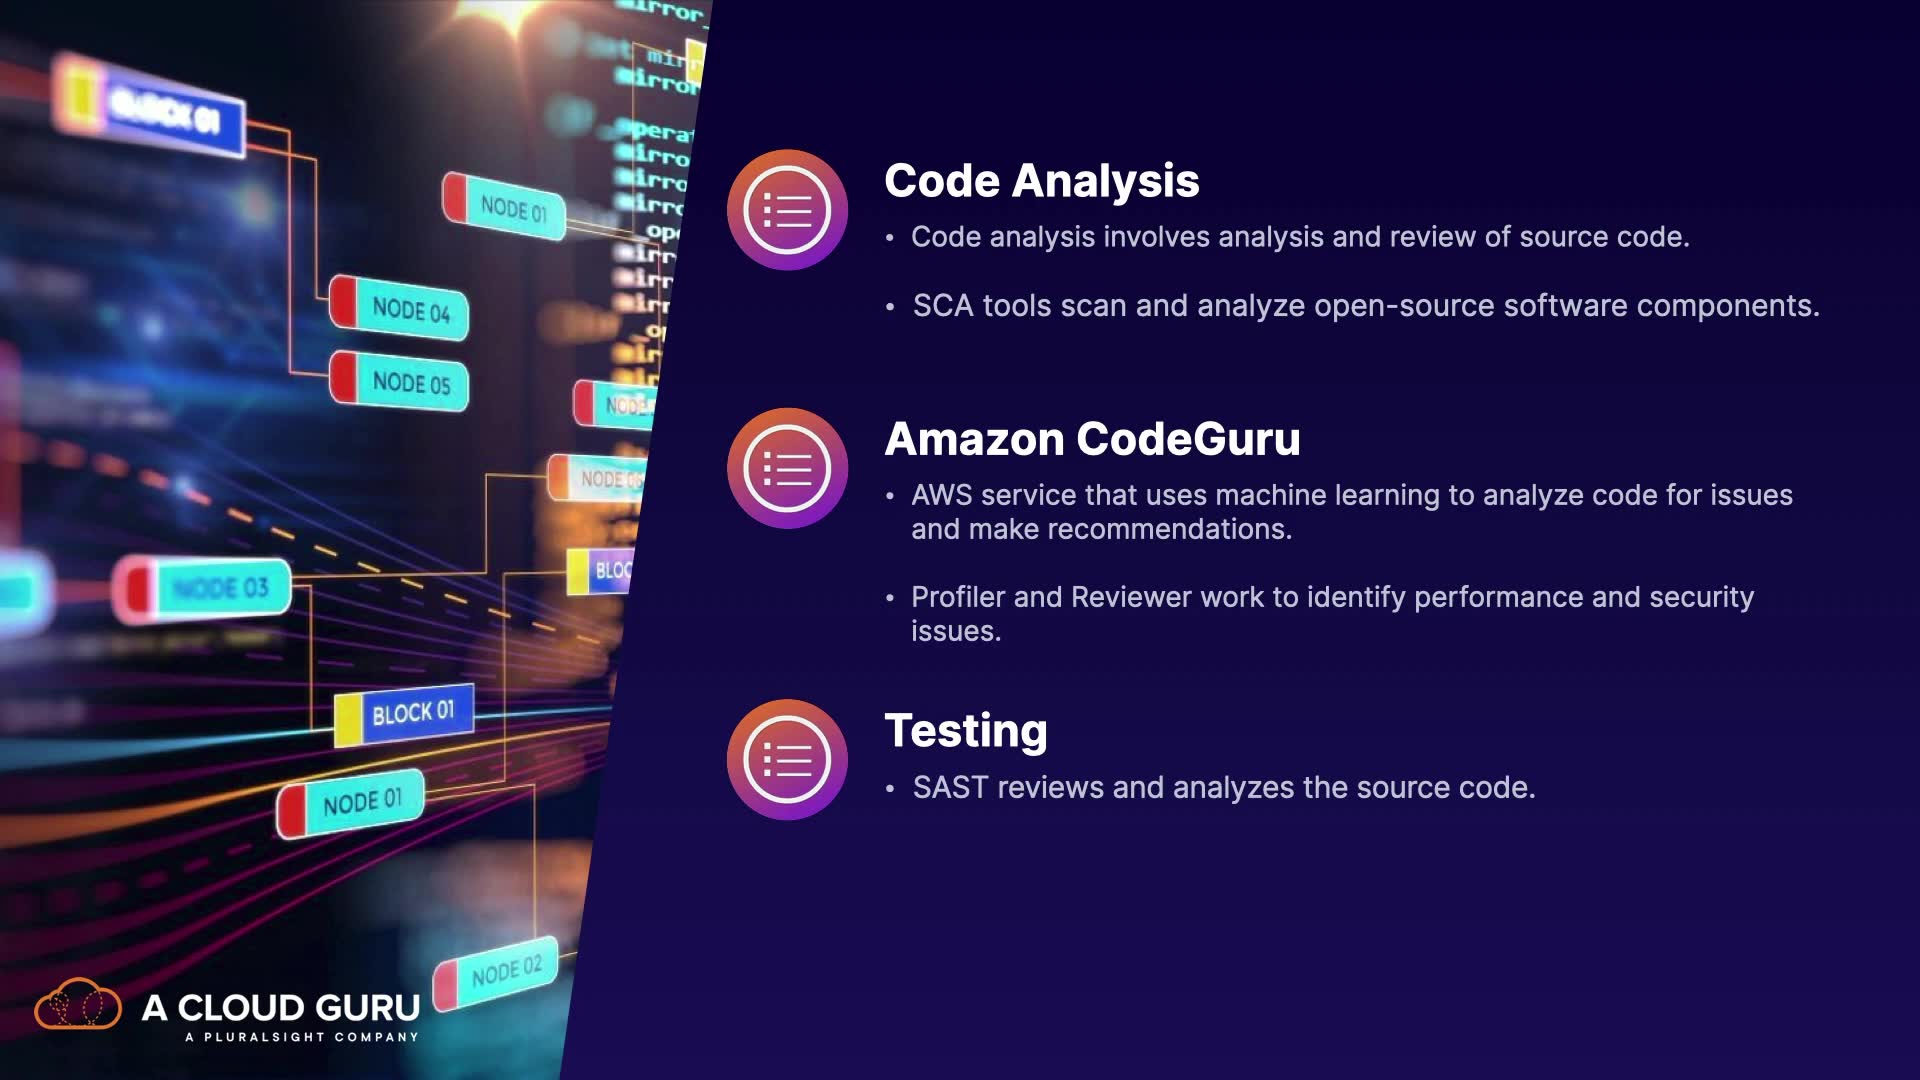 BLOCK 01
NODE 01
NODE 04
NODE 05
NODE 03
BLOCK 01
NODE 01
NODE 02
A CLOUD GURU
A PLURALSIGHT COMPANY
Code Analysis
• Code analysis involves analysis and review of source code.
• SCA tools scan and analyze open-source software components.
Amazon CodeGuru
• AWS service that uses machine learning to analyze code for issues
and make recommendations.
• Profiler and Reviewer work to identify performance and security
issues.
Testing
• SAST reviews and analyzes the source code.